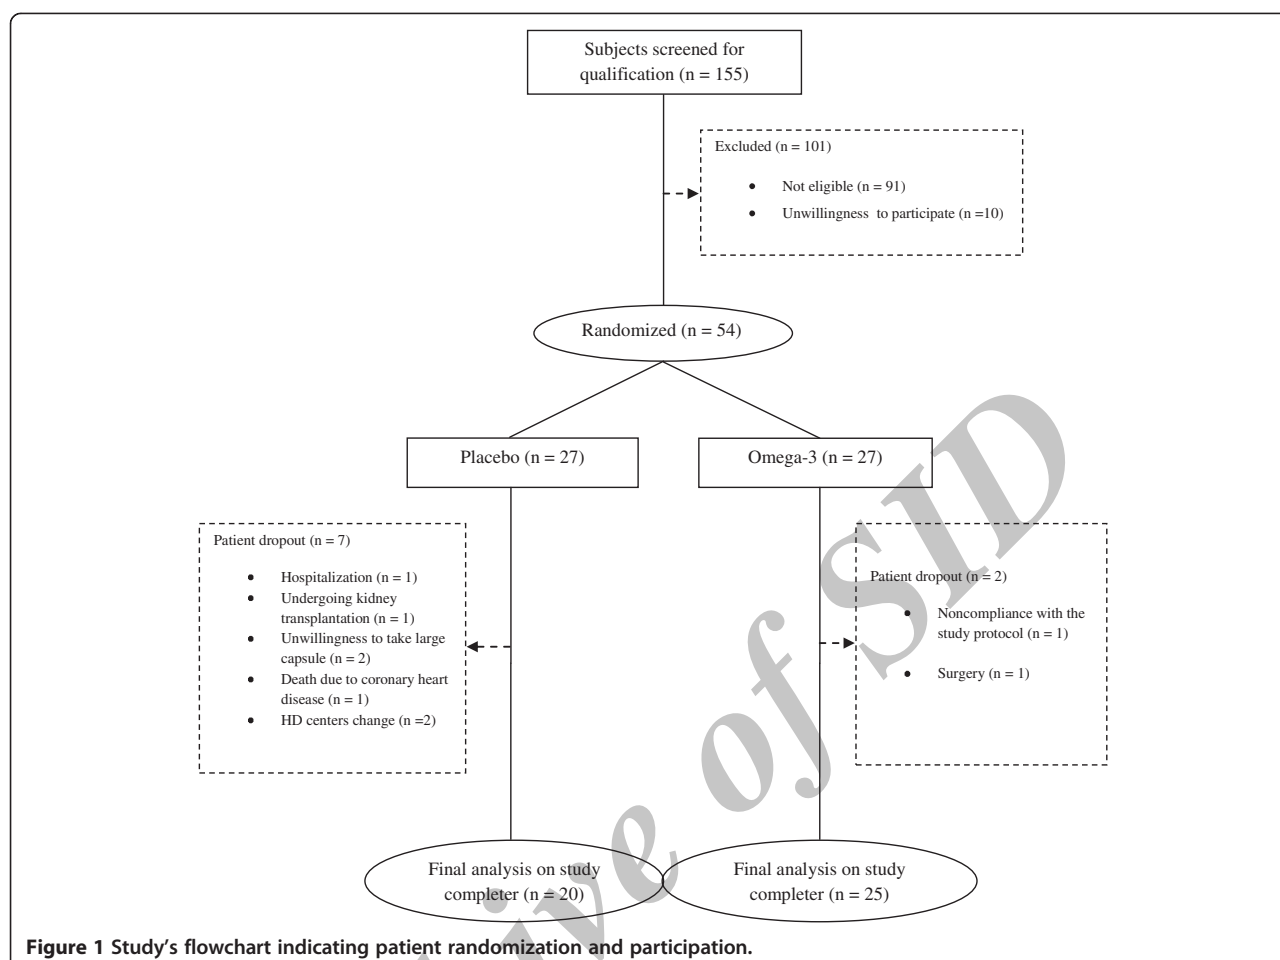 Subjects screened for
qualification (n = 155)
Excluded (n = 101)
• Not eligible (n = 91)
• Unwillingness to participate (n =10)
Randomized (n = 54)
Placebo (n = 27)
Omega-3 (n = 27)
Patient dropout (n = 7)
• Hospitalization (n = 1)
• Undergoing kidney
transplantation (n = 1)
• Unwillingness to take large
capsule (n = 2)
• Death due to coronary heart
disease (n = 1)
• HD centers change (n =2)
Patient dropout (n = 2)
• Noncompliance with the
study protocol (n = 1)
• Surgery (n = 1)
Final analysis on study
completer (n = 20)
Final analysis on study
completer (n = 25)
Figure 1 Study's flowchart indicating patient randomization and participation.
ive of SID